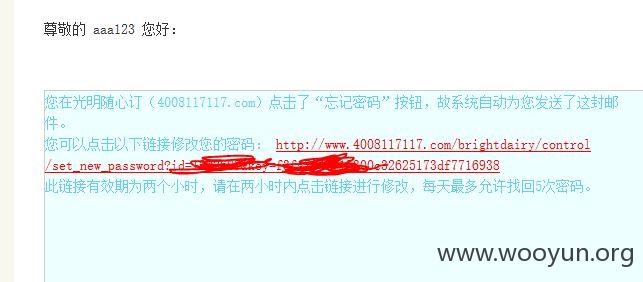 尊敬的 aaa123 您好：
您在光明随心订（4008117117.com）点击了“忘记密码”按钮，故系统自动为您发送了这封邮
件。
您可以点击以下链接修改您的密码： http://www.4008117117.com/brightdairy/control
/set_new_password?id= c32625173df7716938
此链接有效期为两个小时，请在两小时内点击链接进行修改，每天最多允许找回5次密码。
www.wooyun.org